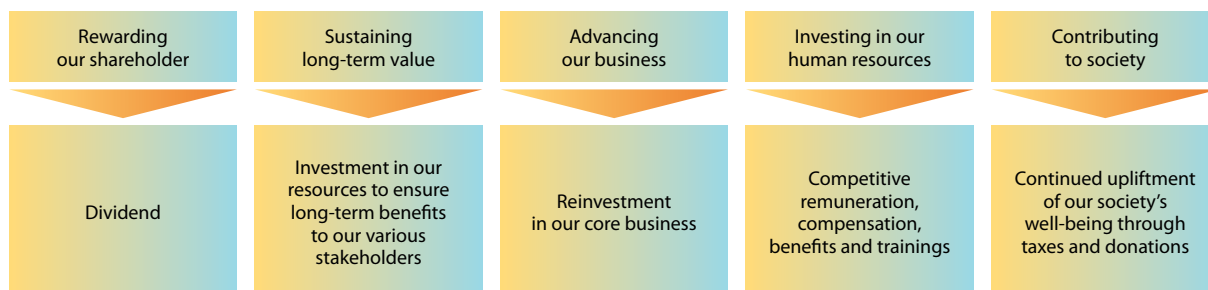 Rewarding
our shareholder
Sustaining
long-term value
Advancing
our business
Investing in our
human resources
Contributing
to society
Dividend
Investment in our
resources to ensure
long-term benefits
to our various
stakeholders
Reinvestment
in our core business
Competitive
remuneration,
compensation,
benefits and trainings
Continued upliftment
of our society’s
well-being through
taxes and donations